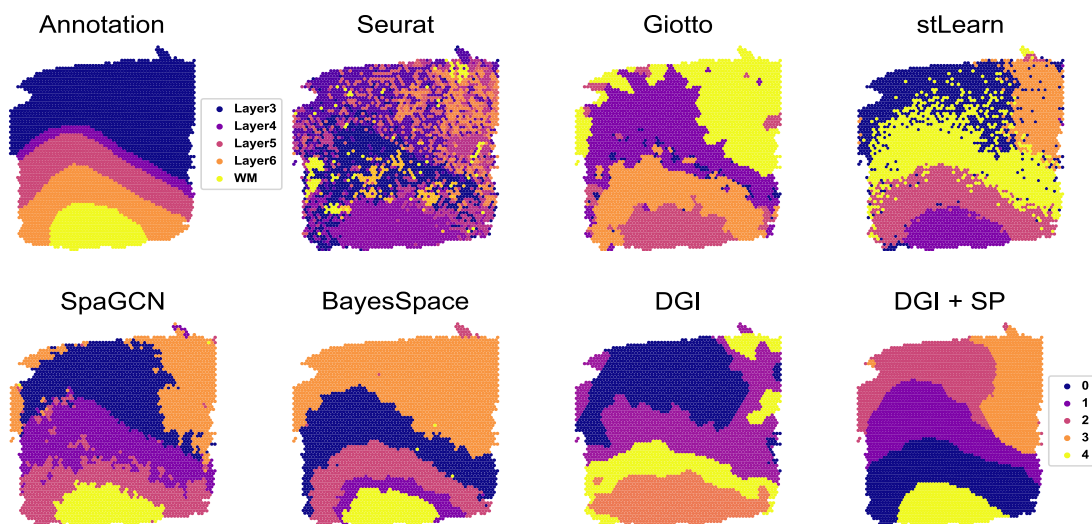 Annotation
Seurat
Giotto
stLearn
Layer3
Layer4
Layer5
Layer6
WM
SpaGCN
BayesSpace
DGI
DGI + SP
0
1
2
3
4